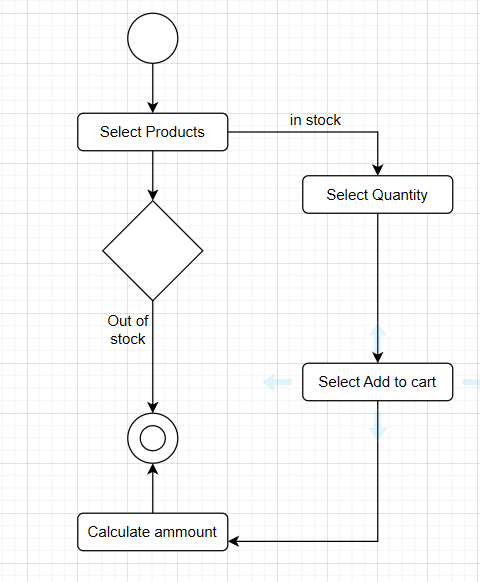 in stock
Select Products
Select Quantity
Out of
stock
Select Add to cart
Calculate ammount